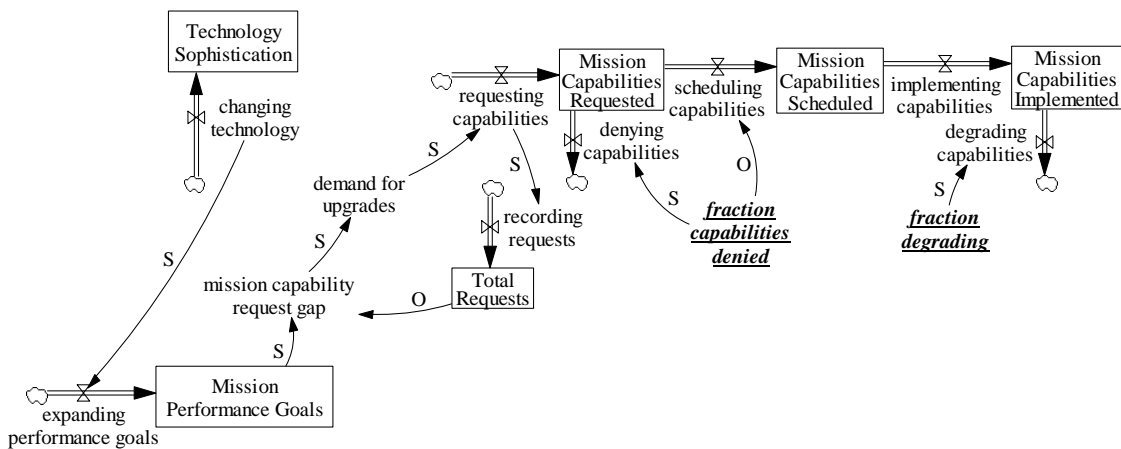 Technology
Sophistication
changing
technology
S
expanding
performance goals
Mission
Performance Goals
S
mission capability
request gap
S
demand for
upgrades
S
requesting
capabilities
S
recording
requests
Total
Requests
O
Mission
Capabilities
Requested
denying
capabilities
S
scheduling
capabilities
O
fraction
capabilities
denied
Mission
Capabilities
Scheduled
implementing
capabilities
Mission
Capabilities
Implemented
degrading
capabilities
S
fraction
degrading